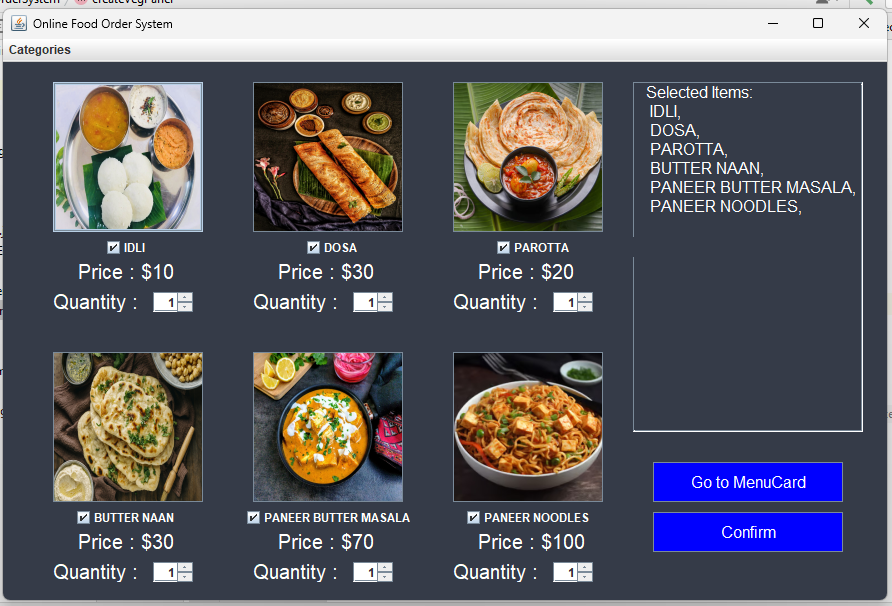 createVegPanel
Online Food Order System
Categories
IDLI
Price : $10
Quantity : 1
DOSA
Price : $30
Quantity : 1
PAROTTA
Price : $20
Quantity : 1
Selected Items:
IDLI,
DOSA,
PAROTTA,
BUTTER NAAN,
PANEER BUTTER MASALA,
PANEER NOODLES,
BUTTER NAAN
Price : $30
Quantity : 1
PANEER BUTTER MASALA
Price : $70
Quantity : 1
PANEER NOODLES
Price : $100
Quantity : 1
Go to MenuCard
Confirm